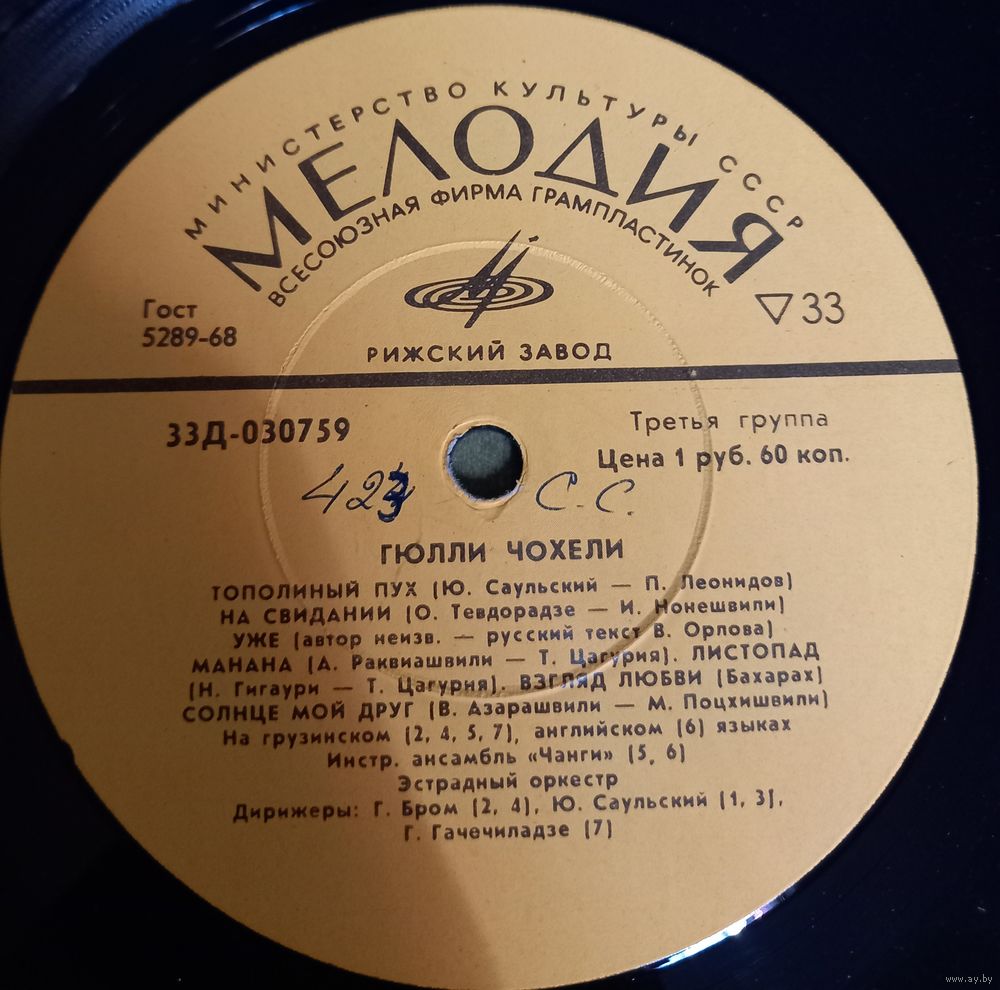 МИНИСТЕРСТВО КУЛЬТУРЫ СССР
МЕЛОДИЯ
ВСЕСОЮЗНАЯ ФИРМА ГРАМПЛАСТИНОК
Гост
5289-68
▽33
РИЖСКИЙ ЗАВОД
33Д-030759
Третья группа
Цена 1 руб. 60 коп.
423 С.С.
ГЮЛЛИ ЧОХЕЛИ
ТОПОЛИНЫЙ ПУХ (Ю. Саульский — П. Леонидов)
НА СВИДАНИИ (О. Тевдорадзе — И. Нонешвили)
УЖЕ (автор неизв. — русский текст В. Орлова)
МАНАНА (А. Раквиашвили — Т. Цагурия). ЛИСТОПАД
(Н. Гигаури — Т. Цагурия). ВЗГЛЯД ЛЮБВИ (Бахарах)
СОЛНЦЕ МОЙ ДРУГ (В. Азарашвили — М. Поцхишвили)
На грузинском (2, 4, 5, 7), английском (6) языках
Инстр. ансамбль «Чанги» (5, 6)
Эстрадный оркестр
Дирижеры: Г. Бром (2, 4), Ю. Саульский (1, 3),
Г. Гачечиладзе (7)
www.ay.by